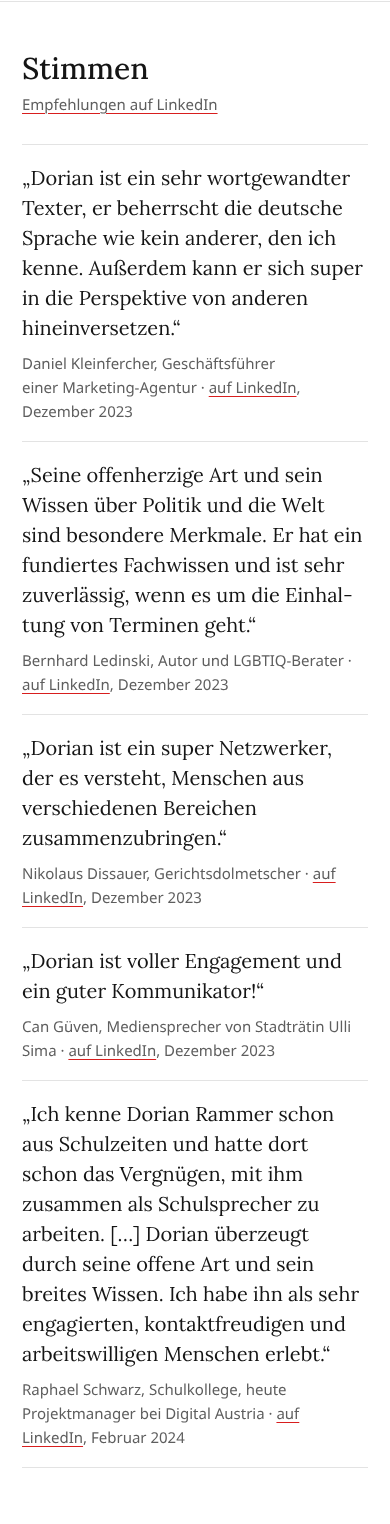 Stimmen
Empfehlungen auf LinkedIn
„Dorian ist ein sehr wortgewandter
Texter, er beherrscht die deutsche
Sprache wie kein anderer, den ich
kenne. Außerdem kann er sich super
in die Perspektive von anderen
hineinversetzen.“
Daniel Kleinfercher, Geschäftsführer
einer Marketing-Agentur · auf LinkedIn,
Dezember 2023
„Seine offenherzige Art und sein
Wissen über Politik und die Welt
sind besondere Merkmale. Er hat ein
fundiertes Fachwissen und ist sehr
zuverlässig, wenn es um die Einhal-
tung von Terminen geht.“
Bernhard Ledinski, Autor und LGBTIQ-Berater ·
auf LinkedIn, Dezember 2023
„Dorian ist ein super Netzwerker,
der es versteht, Menschen aus
verschiedenen Bereichen
zusammenzubringen.“
Nikolaus Dissauer, Gerichtsdolmetscher · auf
LinkedIn, Dezember 2023
„Dorian ist voller Engagement und
ein guter Kommunikator!“
Can Güven, Mediensprecher von Stadträtin Ulli
Sima · auf LinkedIn, Dezember 2023
„Ich kenne Dorian Rammer schon
aus Schulzeiten und hatte dort
schon das Vergnügen, mit ihm
zusammen als Schulsprecher zu
arbeiten. […] Dorian überzeugt
durch seine offene Art und sein
breites Wissen. Ich habe ihn als sehr
engagierten, kontaktfreudigen und
arbeitswilligen Menschen erlebt.“
Raphael Schwarz, Schulkollege, heute
Projektmanager bei Digital Austria · auf
LinkedIn, Februar 2024